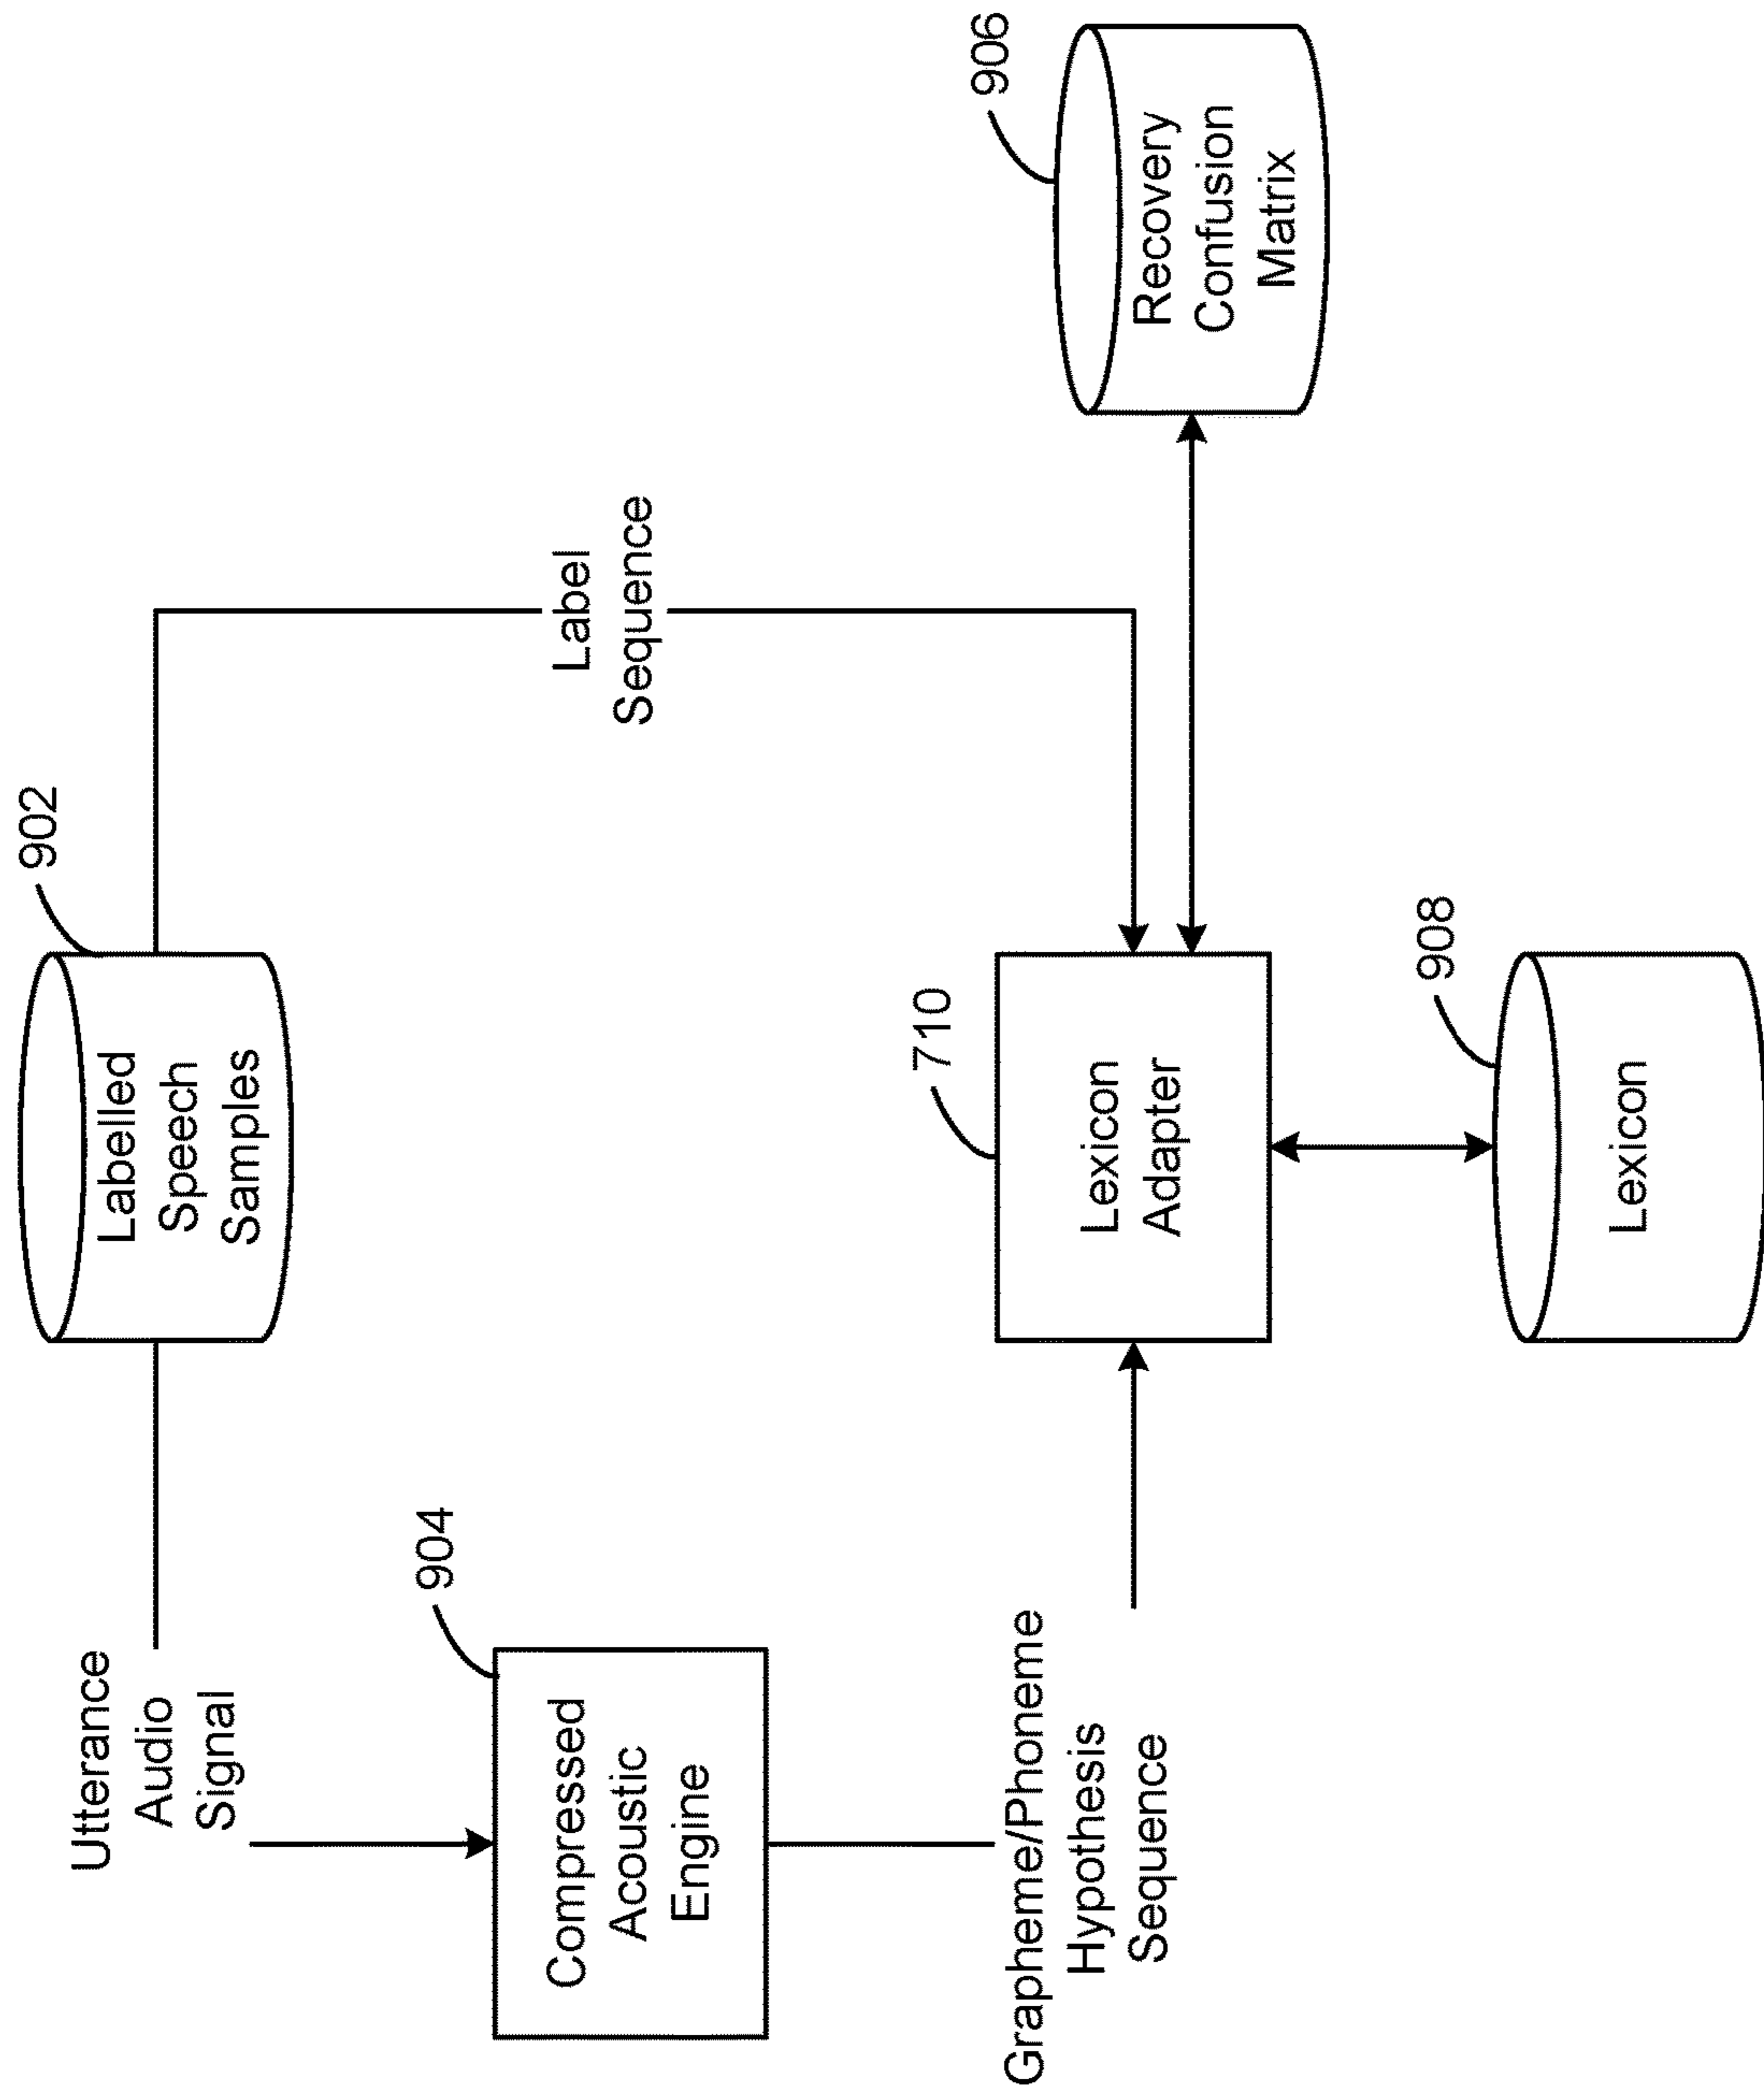 902
Labelled
Speech
Samples
Utterance
Audio
Signal
904
Compressed
Acoustic
Engine
Label
Sequence
710
Lexicon
Adapter
906
Recovery
Confusion
Matrix
Grapheme/Phoneme
Hypothesis
Sequence
908
Lexicon